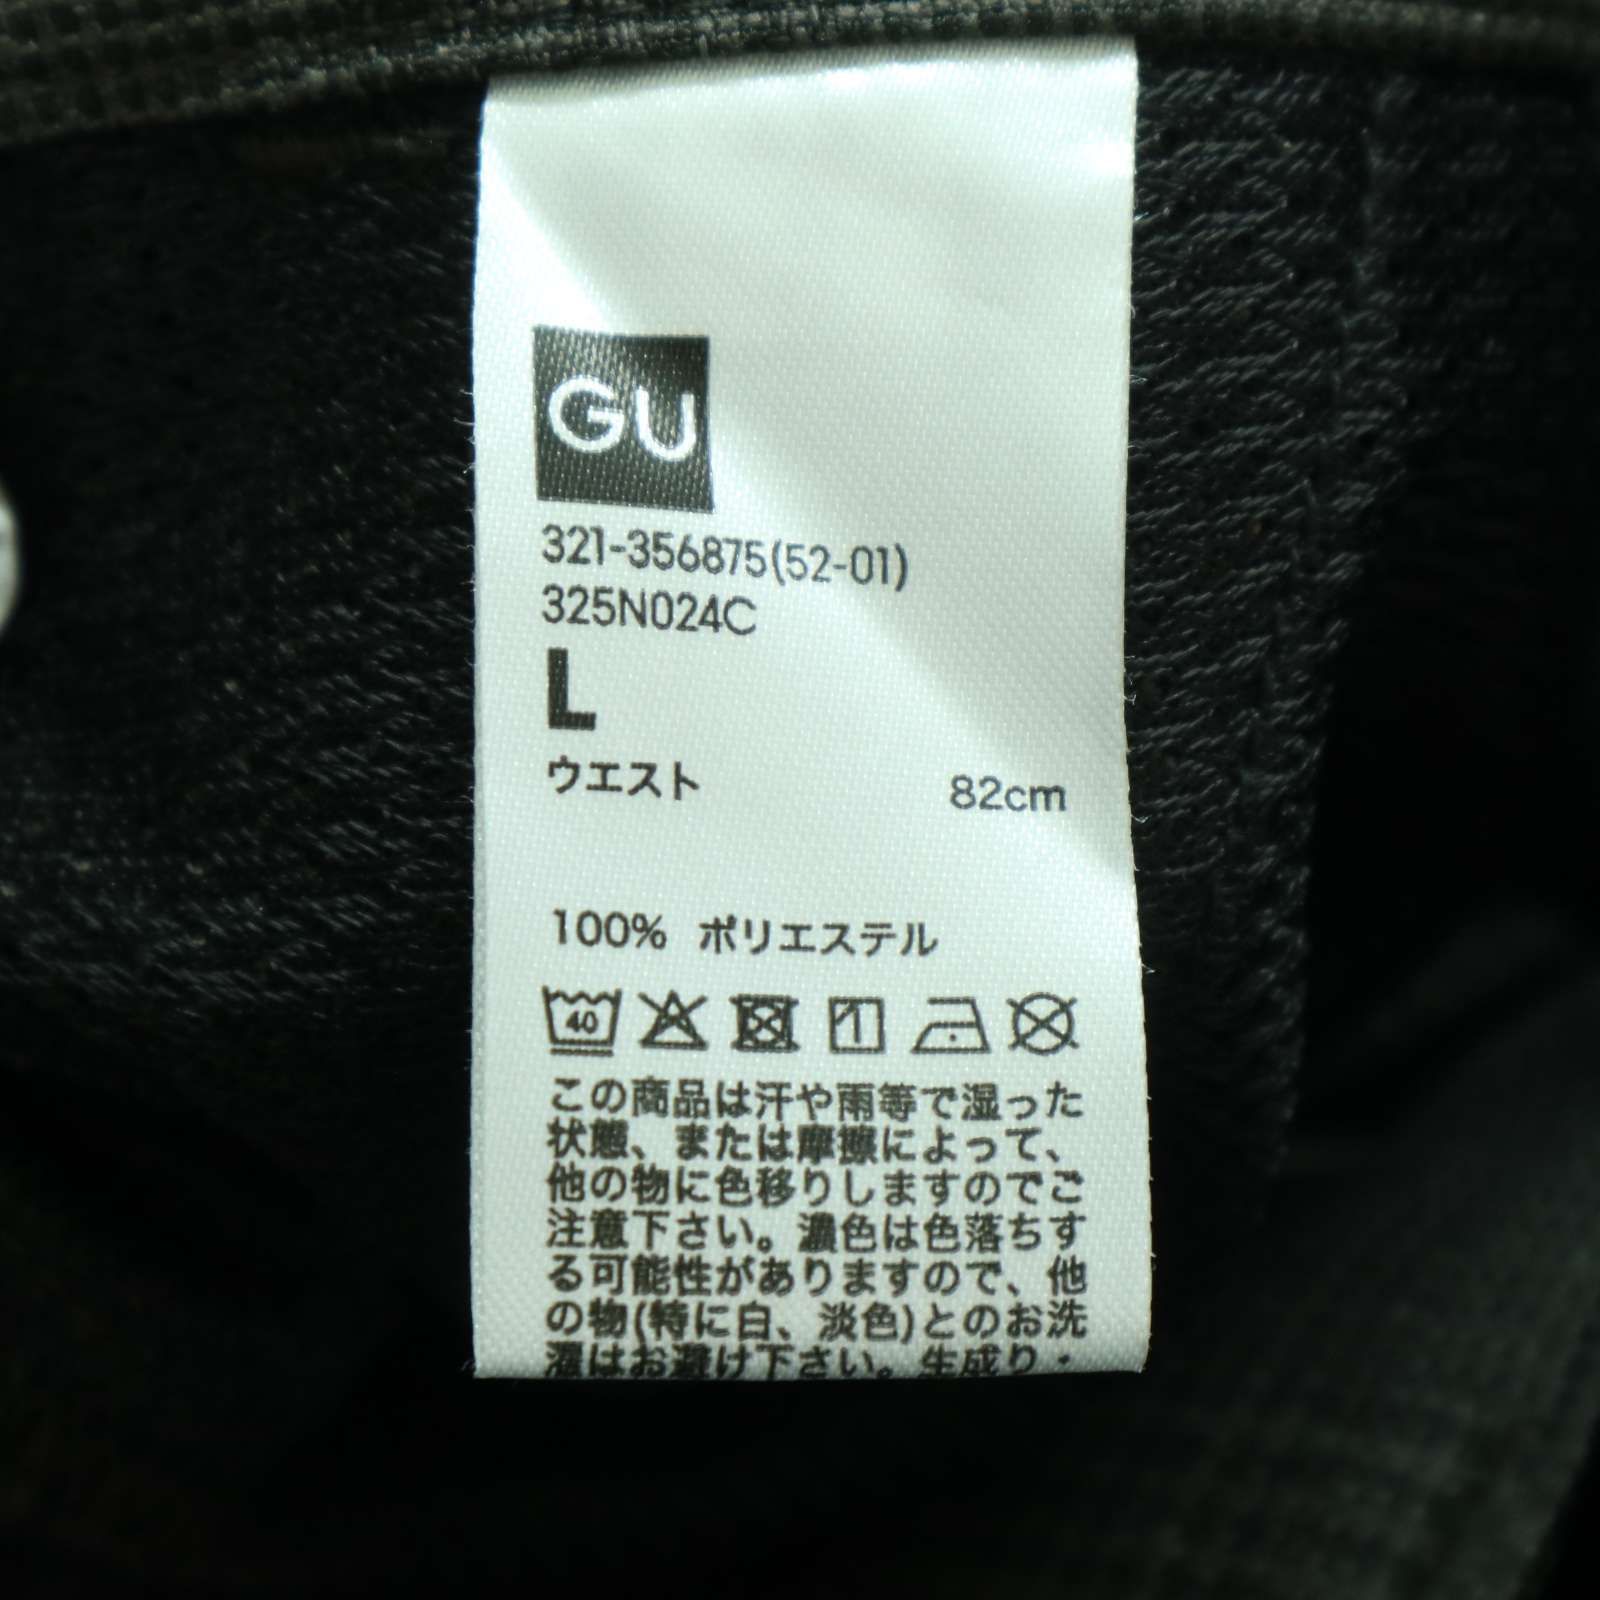 GU
321-356875(52-01)
325N024C
L
ウエスト 82cm
100% ポリエステル
40
この商品は汗や雨等で湿った
状態、または摩擦によって、
他の物に色移りしますのでご
注意下さい。濃色は色落ちす
る可能性がありますので、他
の物(特に白、淡色)とのお洗
濯はお避け下さい。生成り・